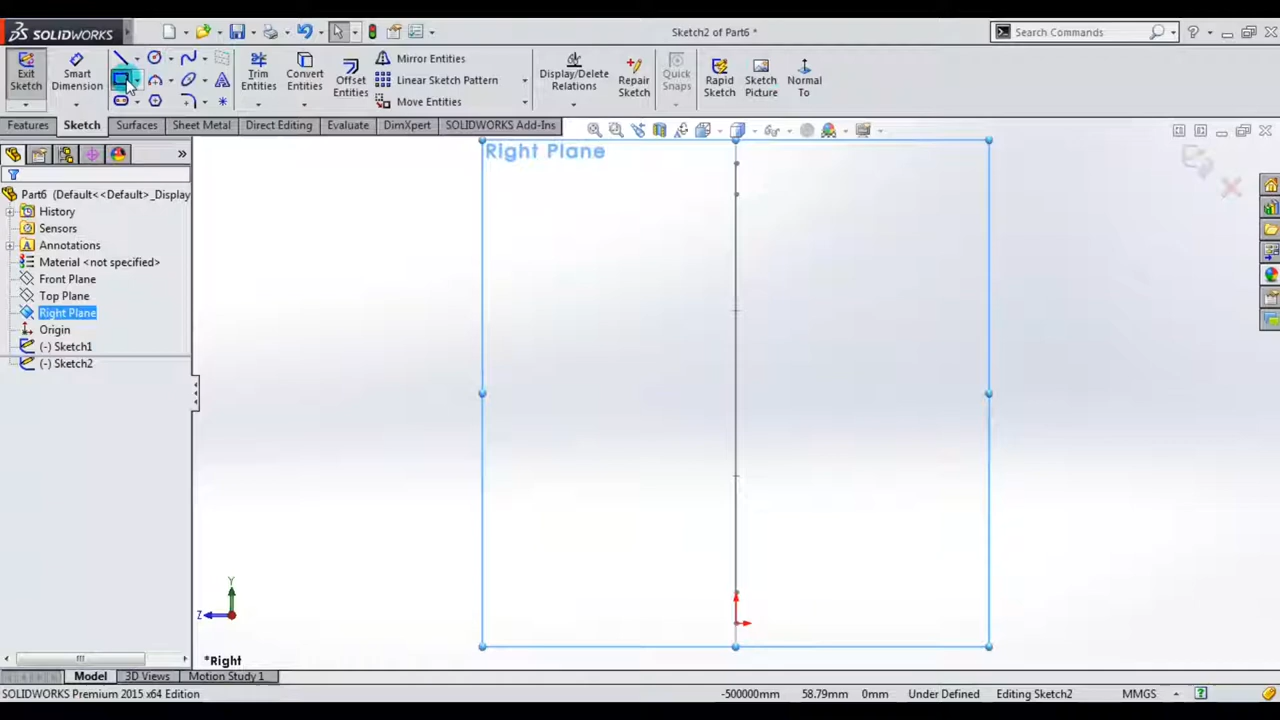 SOLIDWORKS
Sketch2 of Part6 *
Search Commands
Exit Sketch
Smart Dimension
Trim Entities
Convert Entities
Offset Entities
Mirror Entities
Linear Sketch Pattern
Move Entities
Display/Delete Relations
Repair Sketch
Quick Snaps
Rapid Sketch
Sketch Picture
Normal To
Features
Sketch
Surfaces
Sheet Metal
Direct Editing
Evaluate
DimXpert
SOLIDWORKS Add-Ins
Part6 (Default<<Default>_Display
History
Sensors
Annotations
Material <not specified>
Front Plane
Top Plane
Right Plane
Origin
(-) Sketch1
(-) Sketch2
Right Plane
Y
Z
*Right
Model
3D Views
Motion Study 1
SOLIDWORKS Premium 2015 x64 Edition
-500000mm
58.79mm
0mm
Under Defined
Editing Sketch2
MMGS